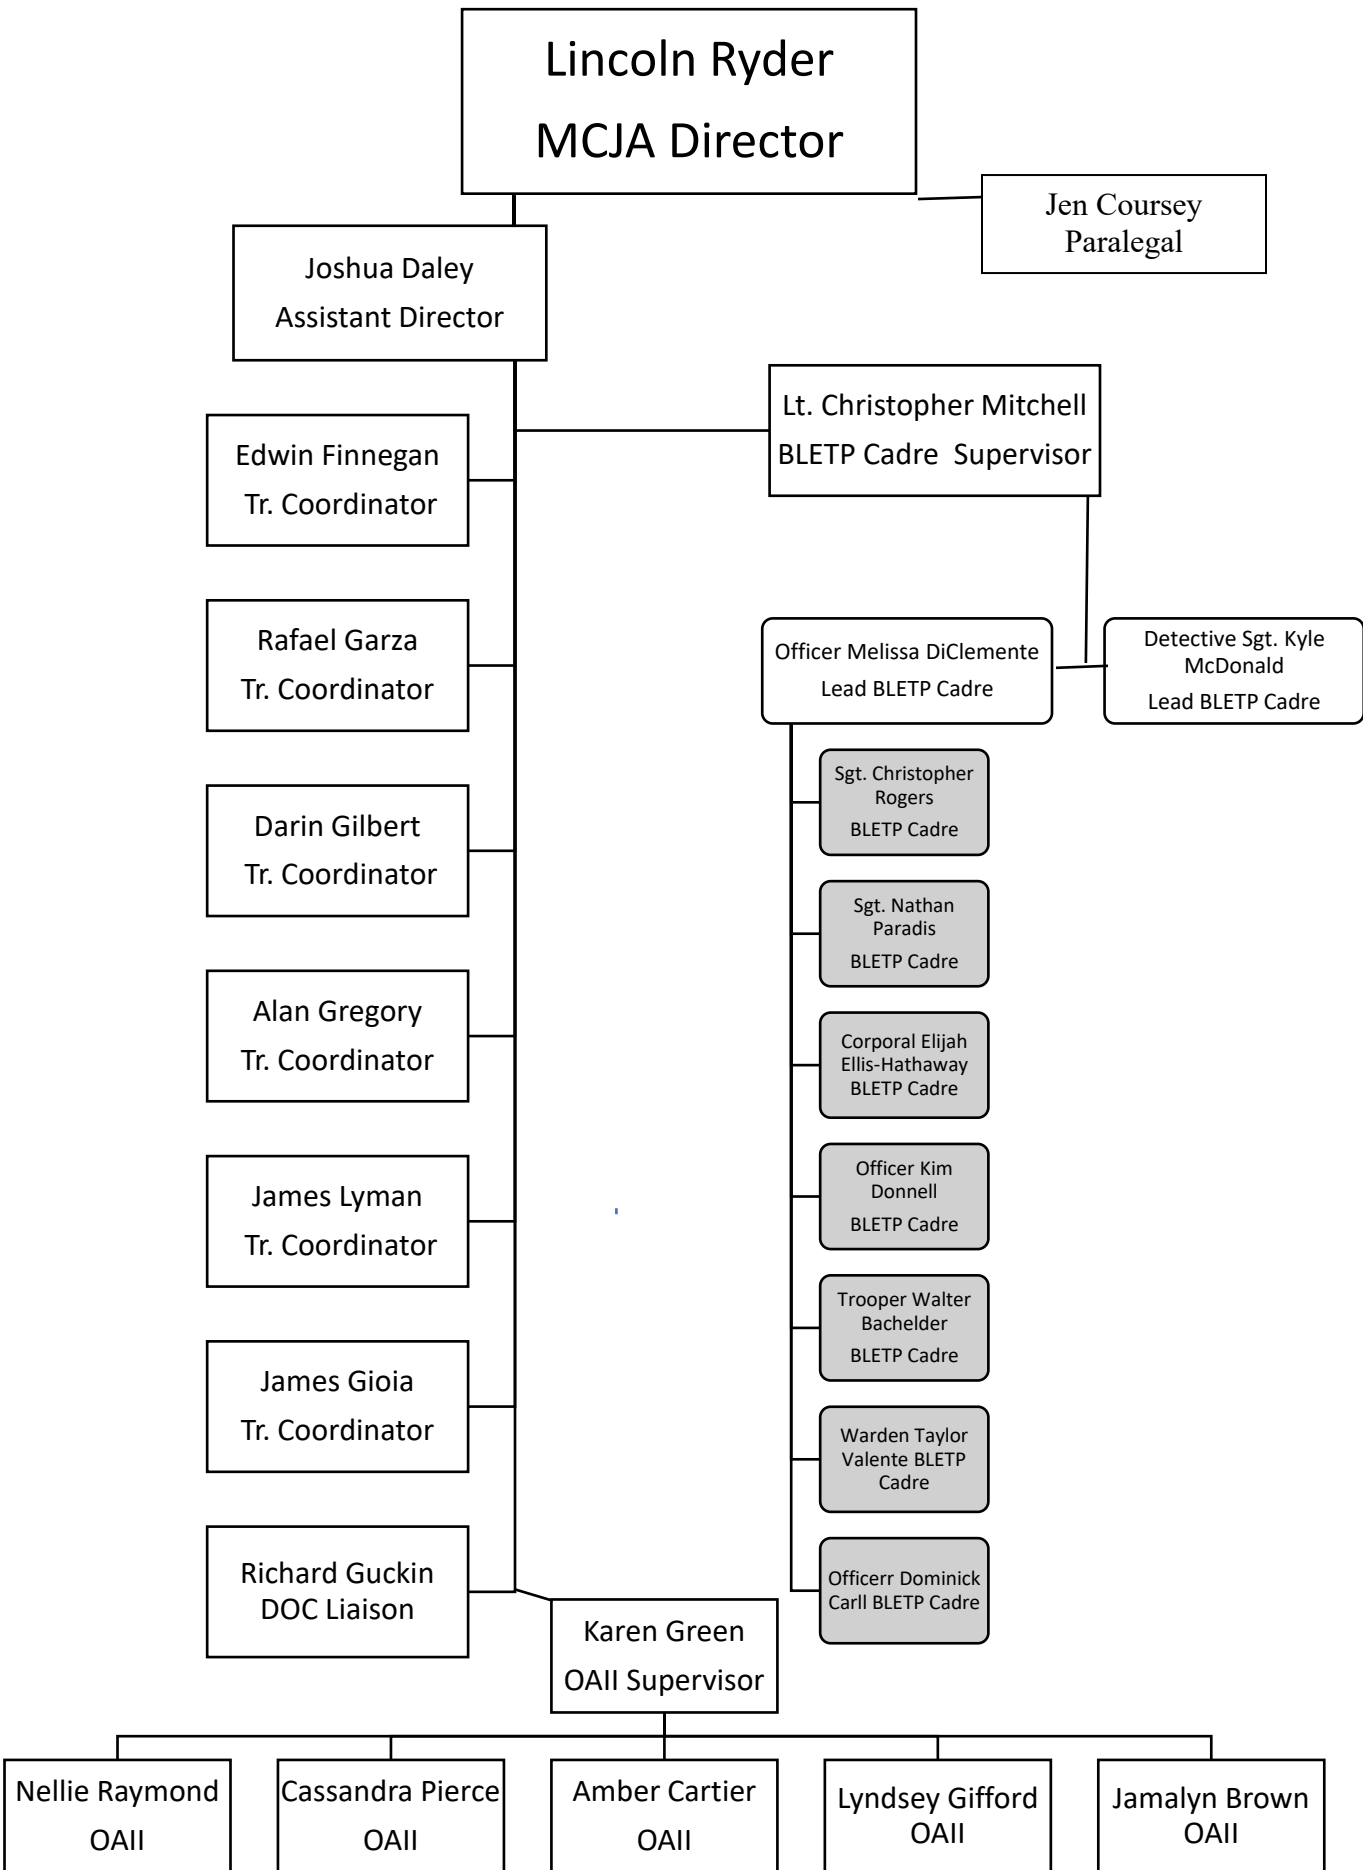 Lincoln Ryder
MCJA Director
Jen Coursey
Paralegal
Joshua Daley
Assistant Director
Lt. Christopher Mitchell
BLETP Cadre  Supervisor
Edwin Finnegan
Tr. Coordinator
Rafael Garza
Tr. Coordinator
Darin Gilbert
Tr. Coordinator
Alan Gregory
Tr. Coordinator
James Lyman
Tr. Coordinator
James Gioia
Tr. Coordinator
Richard Guckin
DOC Liaison
Officer Melissa DiClemente
Lead BLETP Cadre
Detective Sgt. Kyle
McDonald
Lead BLETP Cadre
Sgt. Christopher
Rogers
BLETP Cadre
Sgt. Nathan
Paradis
BLETP Cadre
Corporal Elijah
Ellis-Hathaway
BLETP Cadre
Officer Kim
Donnell
BLETP Cadre
Trooper Walter
Bachelder
BLETP Cadre
Warden Taylor
Valente BLETP
Cadre
Officerr Dominick
Carll BLETP Cadre
Karen Green
OAII Supervisor
Nellie Raymond
OAII
Cassandra Pierce
OAII
Amber Cartier
OAII
Lyndsey Gifford
OAII
Jamalyn Brown
OAII